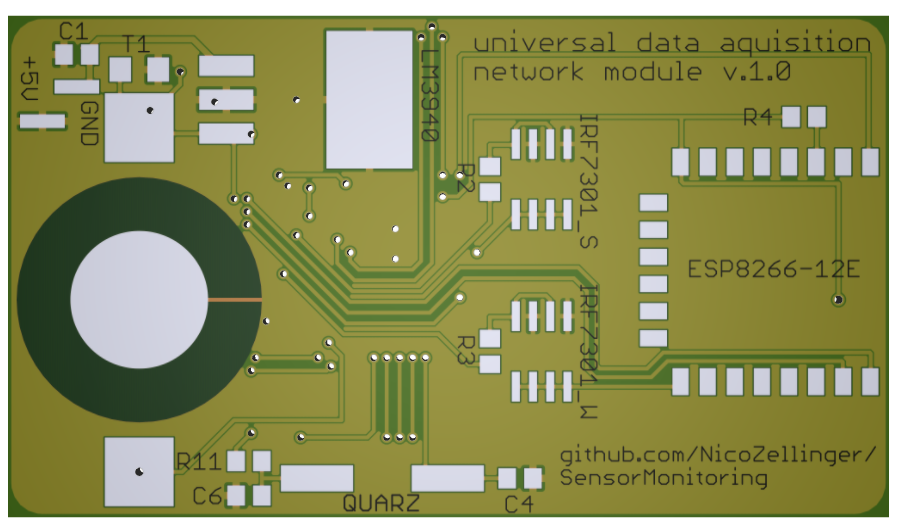 C1
T1
universal data aquisition
network module v.1.0
+5V
GND
LM3940
R4
IRF7301_S
R2
ESP8266-12E
IRF7301_W
R3
github.com/NicoZellinger/
SensorMonitoring
R11
C6
QUARZ
C4